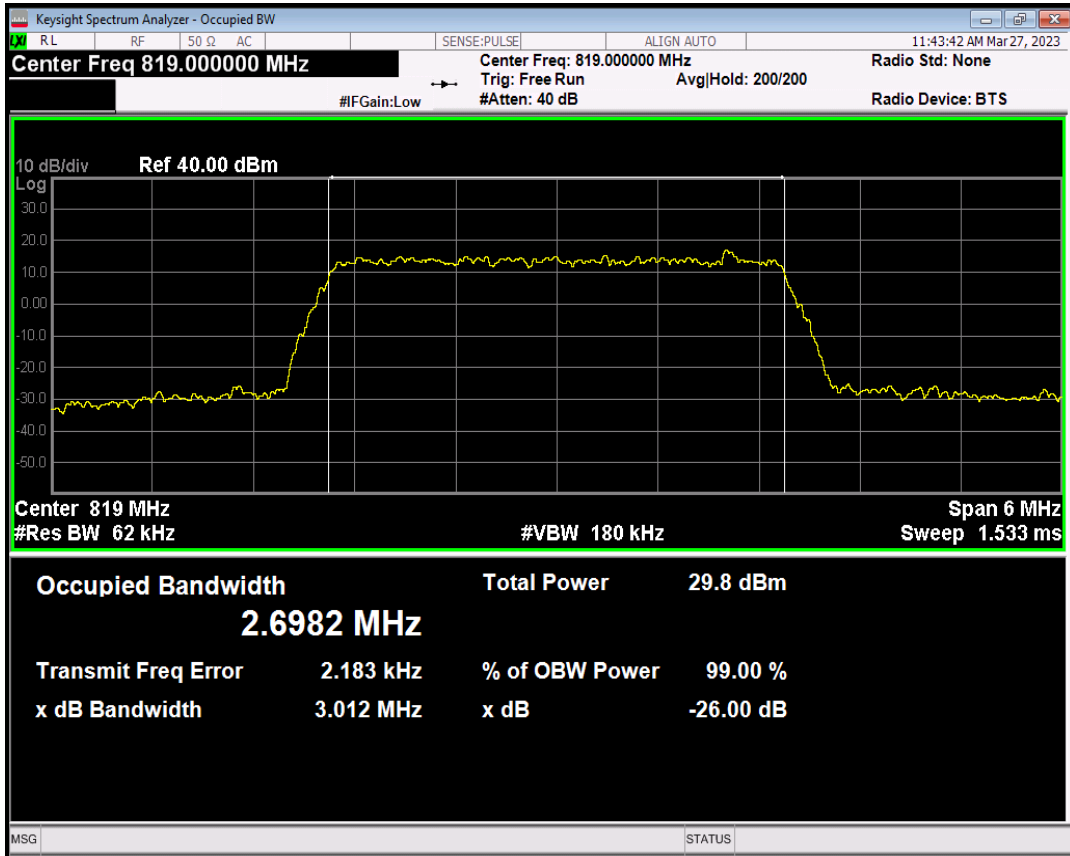 Keysight Spectrum Analyzer - Occupied BW
LXI RL RF 50 Ω AC SENSE:PULSE ALIGN AUTO 11:43:42 AM Mar 27, 2023
Center Freq 819.000000 MHz Center Freq: 819.000000 MHz Radio Std: None
Trig: Free Run Avg|Hold: 200/200
#IFGain:Low #Atten: 40 dB Radio Device: BTS
10 dB/div Ref 40.00 dBm
Log
30.0
20.0
10.0
0.00
-10.0
-20.0
-30.0
-40.0
-50.0
Center 819 MHz Span 6 MHz
#Res BW 62 kHz #VBW 180 kHz Sweep 1.533 ms
Occupied Bandwidth Total Power 29.8 dBm
2.6982 MHz
Transmit Freq Error 2.183 kHz % of OBW Power 99.00 %
x dB Bandwidth 3.012 MHz x dB -26.00 dB
MSG STATUS